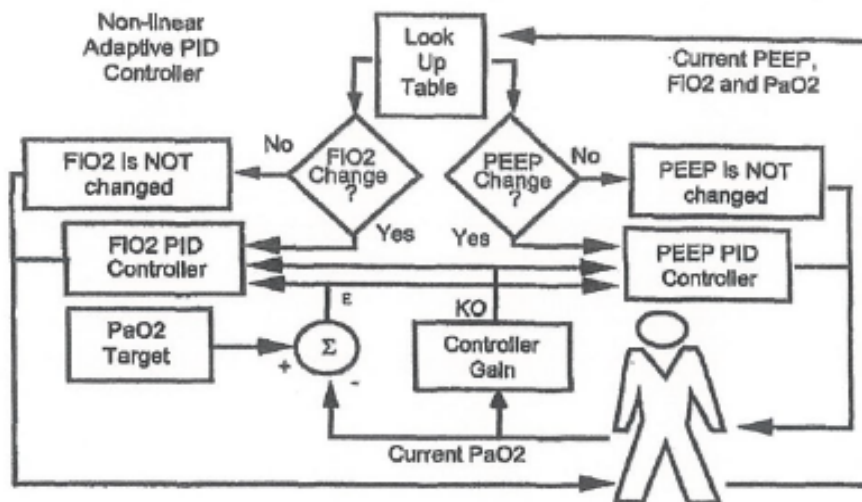 Non-linear
Adaptive PID
Controller
Look
Up
Table
Current PEEP,
FIO2 and PaO2
No
FIO2
Change
?
PEEP
Change
?
No
FIO2 is NOT
changed
PEEP is NOT
changed
Yes
Yes
FIO2 PID
Controller
PEEP PID
Controller
E
KO
PaO2
Target
+
Σ
-
Controller
Gain
Current PaO2